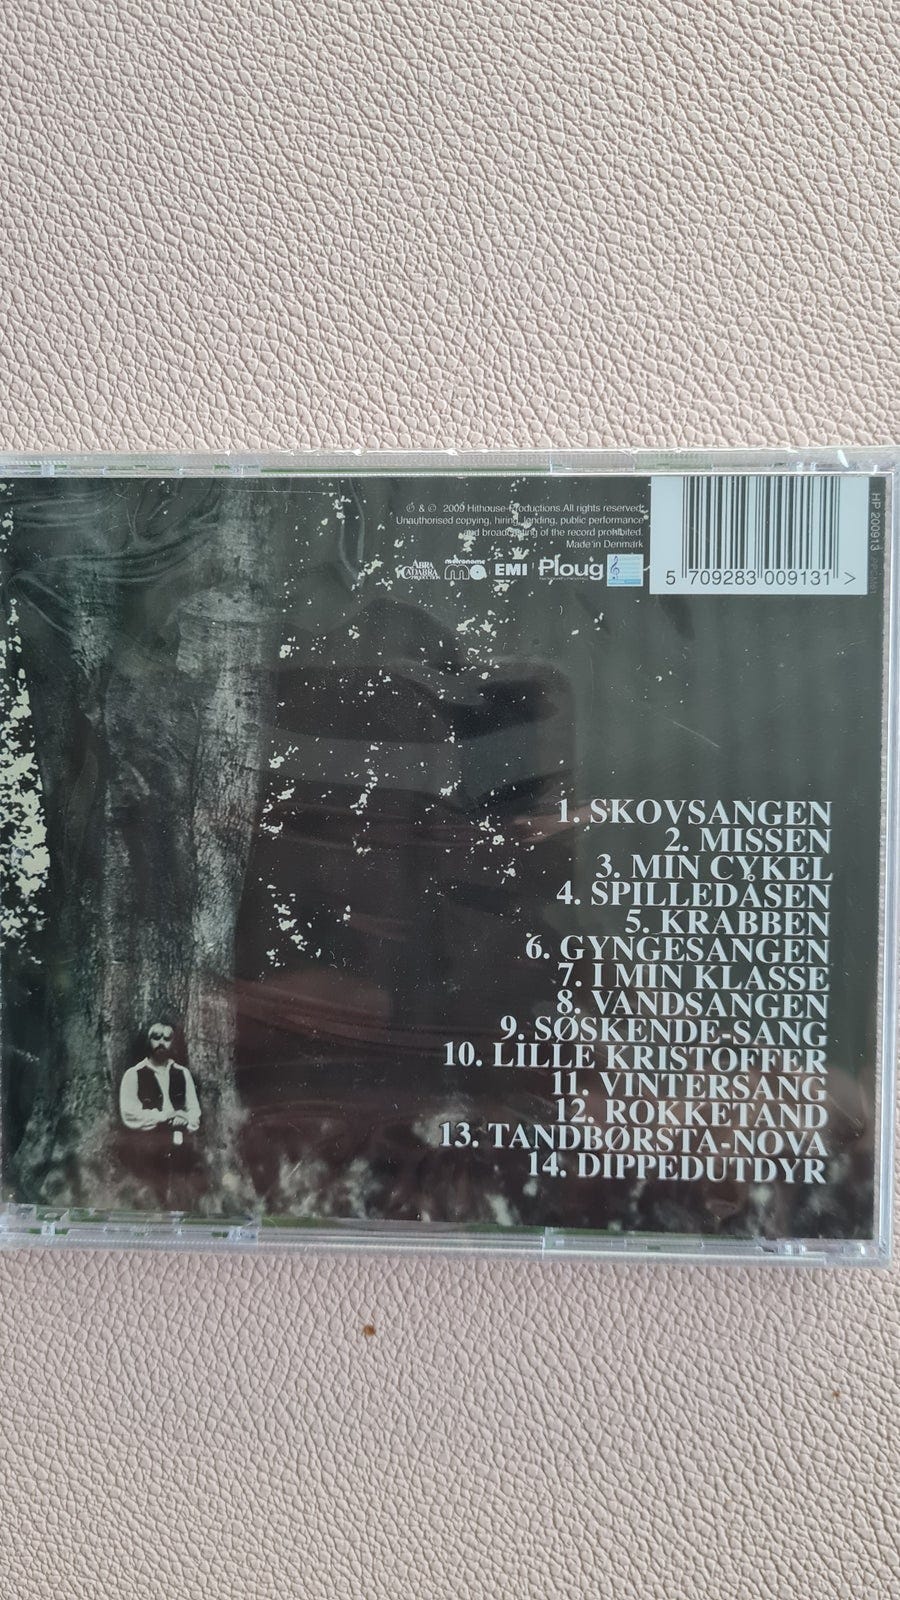 ℗ & © 2009 Hithouse Productions. All rights reserved.
Unauthorised copying, hiring, lending, public performance
and broadcasting of the record prohibited.
Made in Denmark
ABRA CADABRA
metronome
EMI
Ploug
5 709283 009131 >
HP 200913
1. SKOVSANGEN
2. MISSEN
3. MIN CYKEL
4. SPILLEDÅSEN
5. KRABBEN
6. GYNGESANGEN
7. I MIN KLASSE
8. VANDSANGEN
9. SØSKENDE-SANG
10. LILLE KRISTOFFER
11. VINTERSANG
12. ROKKETAND
13. TANDBØRSTA-NOVA
14. DIPPEDUTDYR